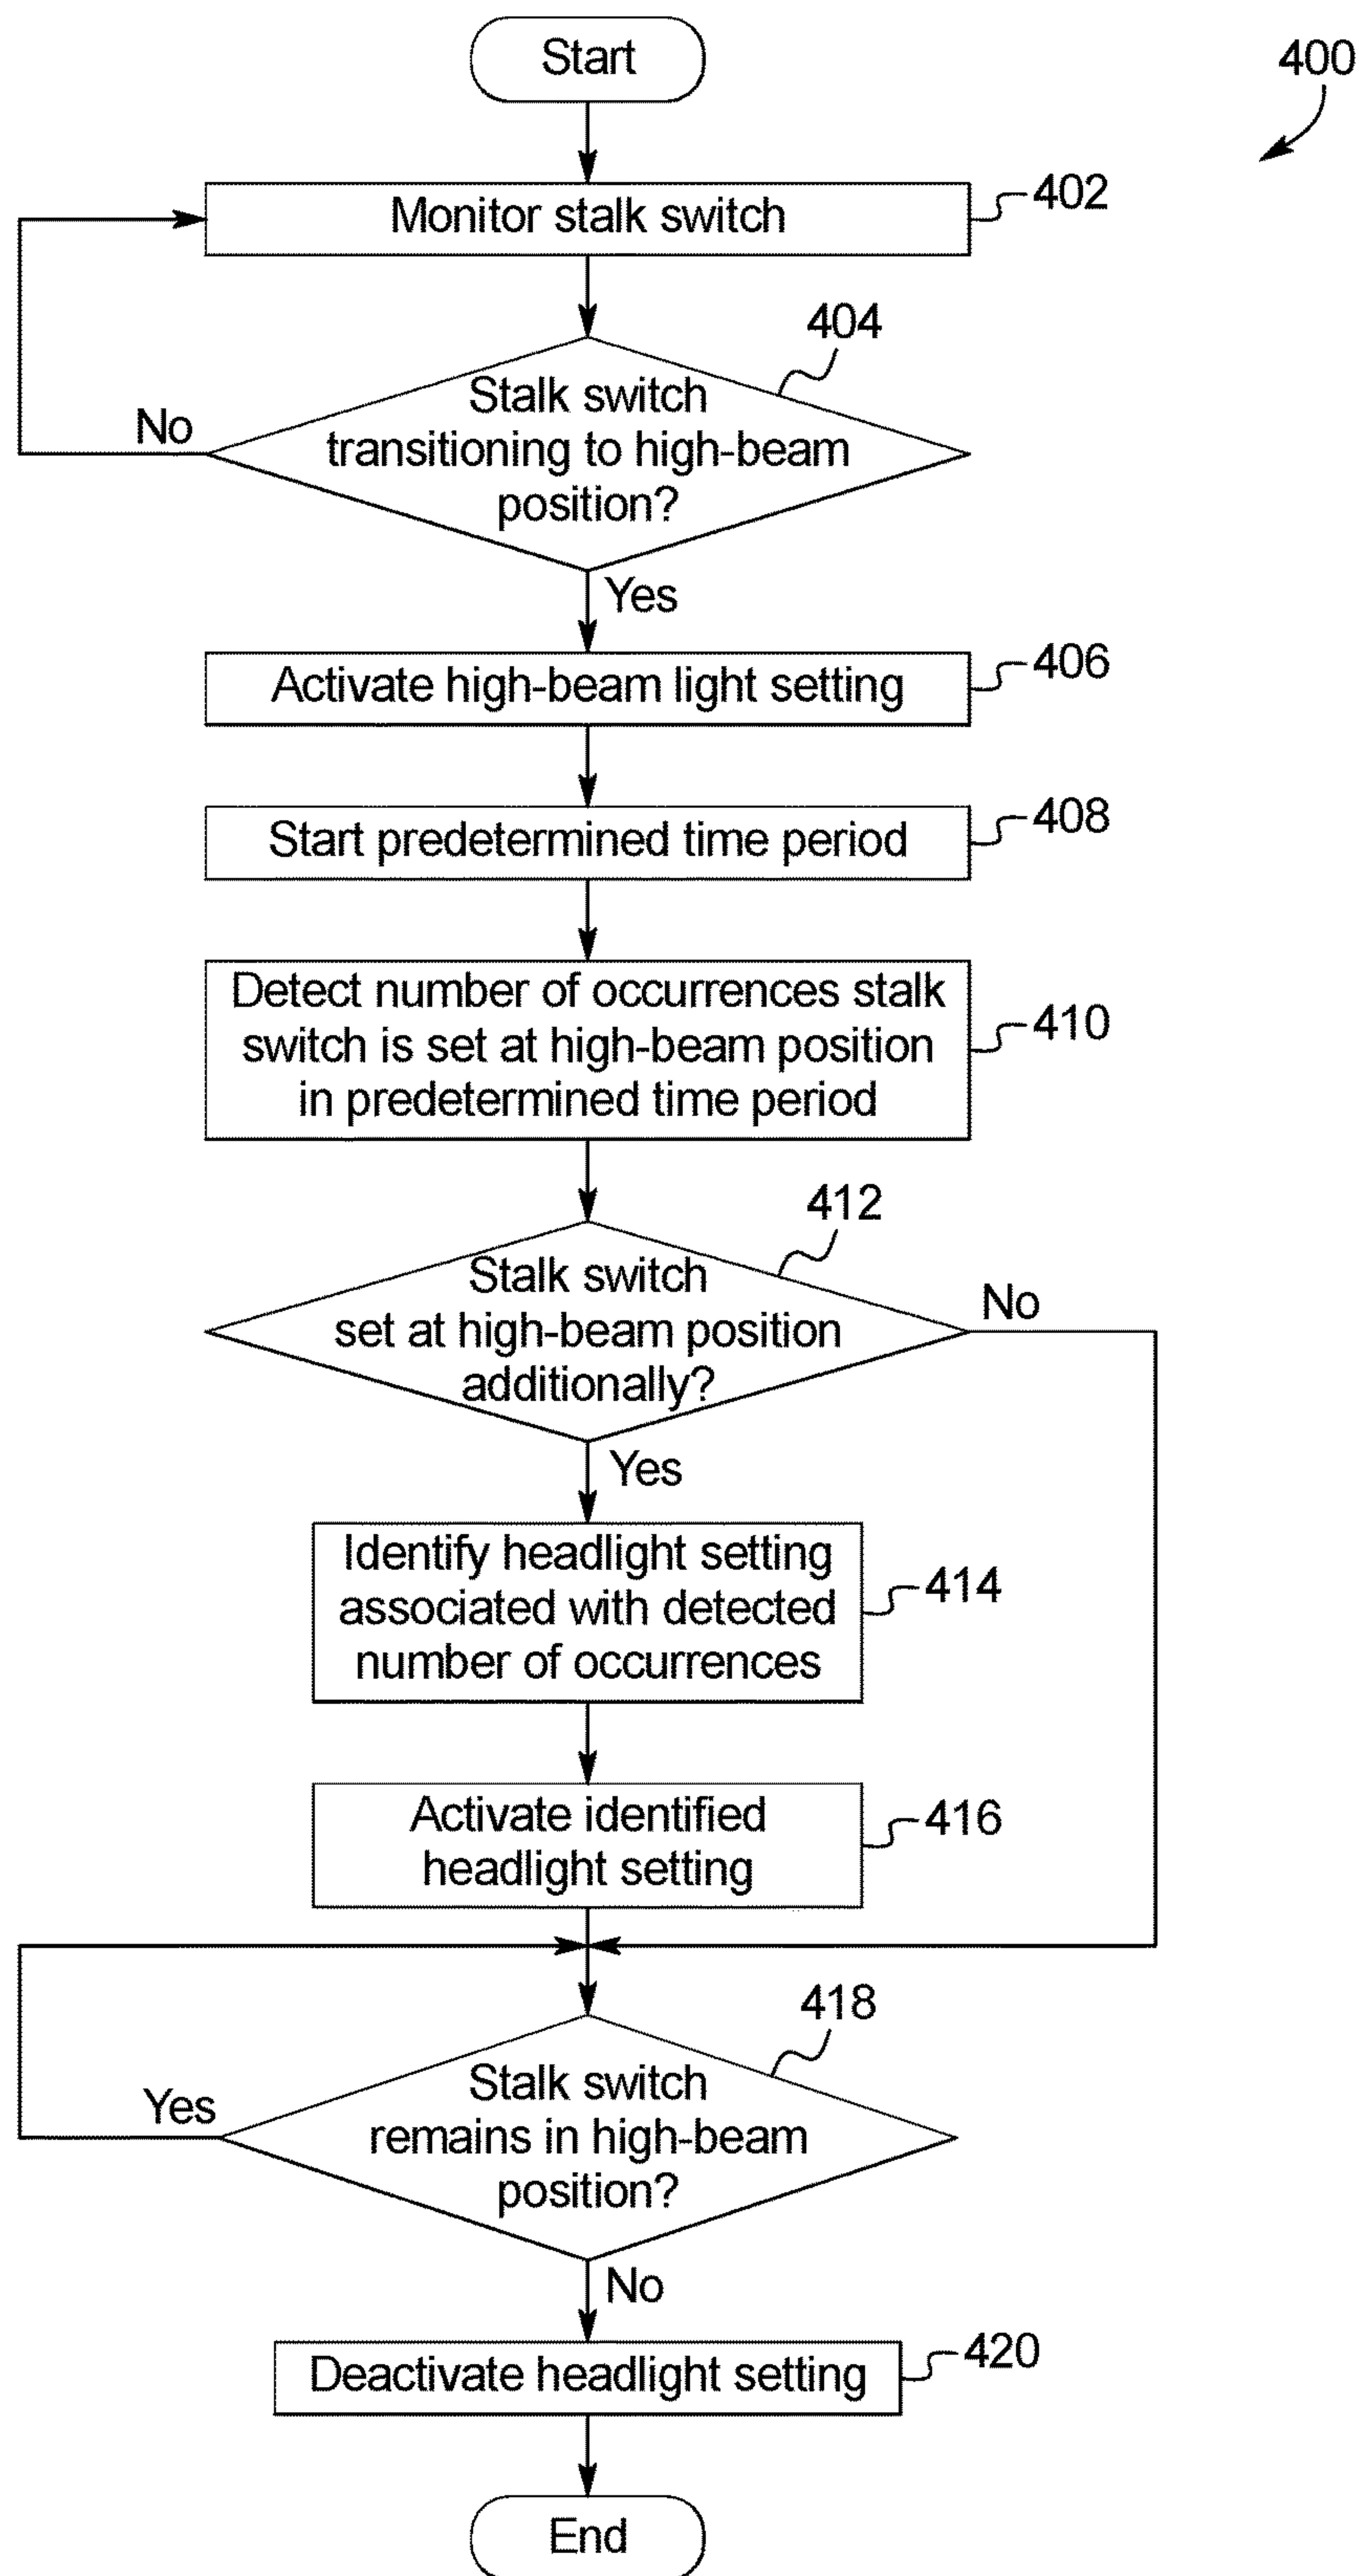 Start
400
Monitor stalk switch
402
404
Stalk switch
transitioning to high-beam
position?
No
Yes
Activate high-beam light setting
406
Start predetermined time period
408
Detect number of occurrences stalk
switch is set at high-beam position
in predetermined time period
410
412
Stalk switch
set at high-beam position
additionally?
No
Yes
Identify headlight setting
associated with detected
number of occurrences
414
Activate identified
headlight setting
416
418
Stalk switch
remains in high-beam
position?
Yes
No
Deactivate headlight setting
420
End